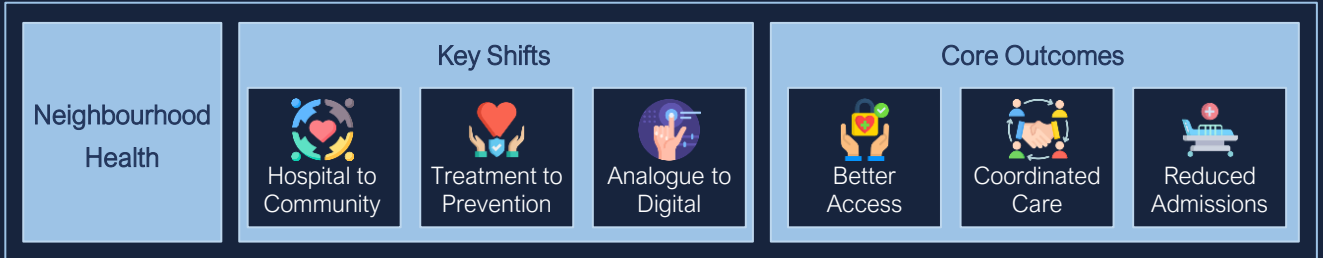 Neighbourhood
Health
Key Shifts
Hospital to
Community
Treatment to
Prevention
Analogue to
Digital
Core Outcomes
Better
Access
Coordinated
Care
Reduced
Admissions